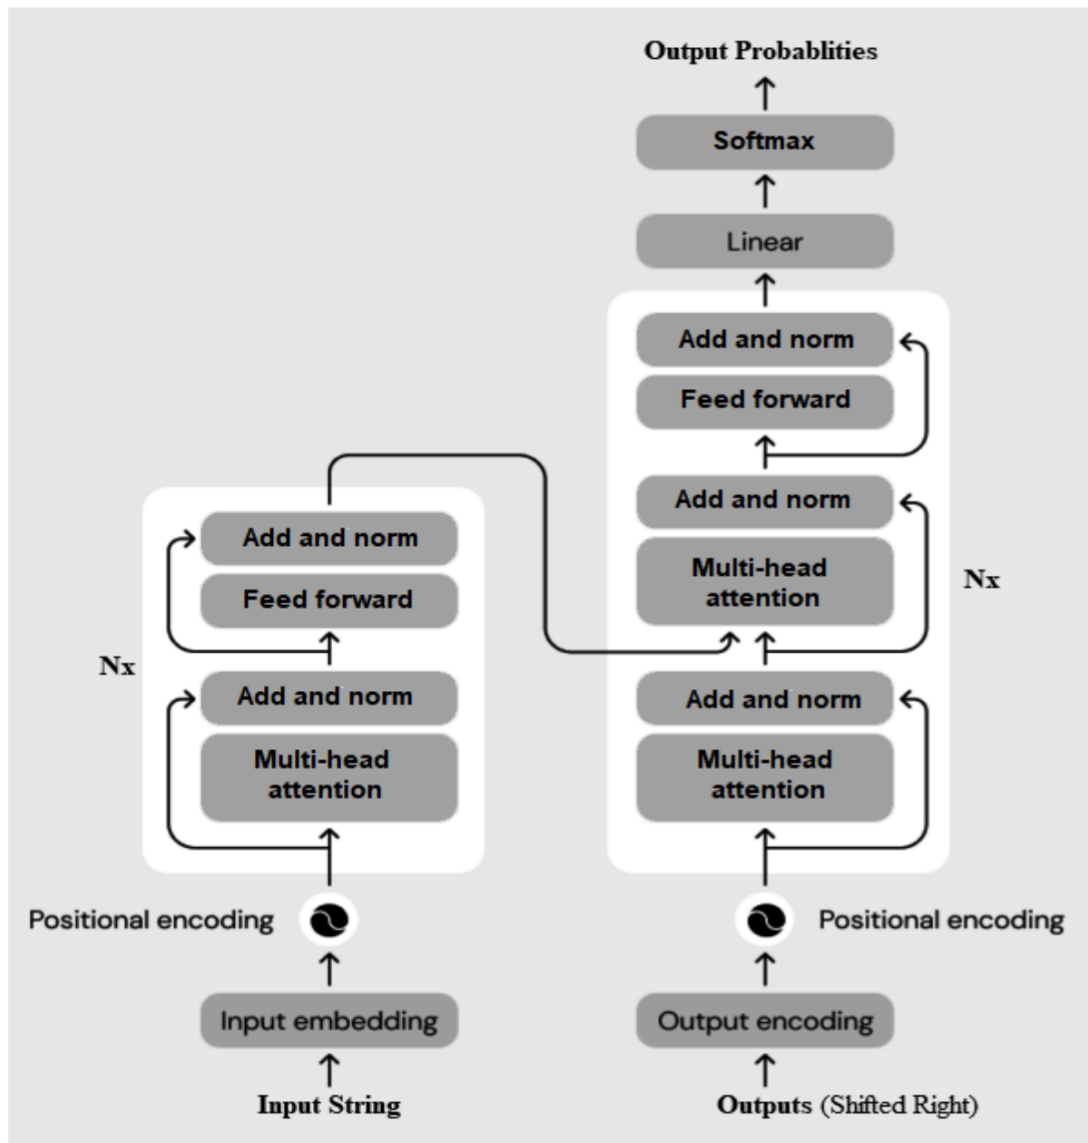 Output Probablities
Softmax
Linear
Add and norm
Feed forward
Add and norm
Multi-head
attention
Nx
Add and norm
Multi-head
attention
Add and norm
Feed forward
Nx
Add and norm
Multi-head
attention
Positional encoding
Positional encoding
Input embedding
Output encoding
Input String
Outputs (Shifted Right)